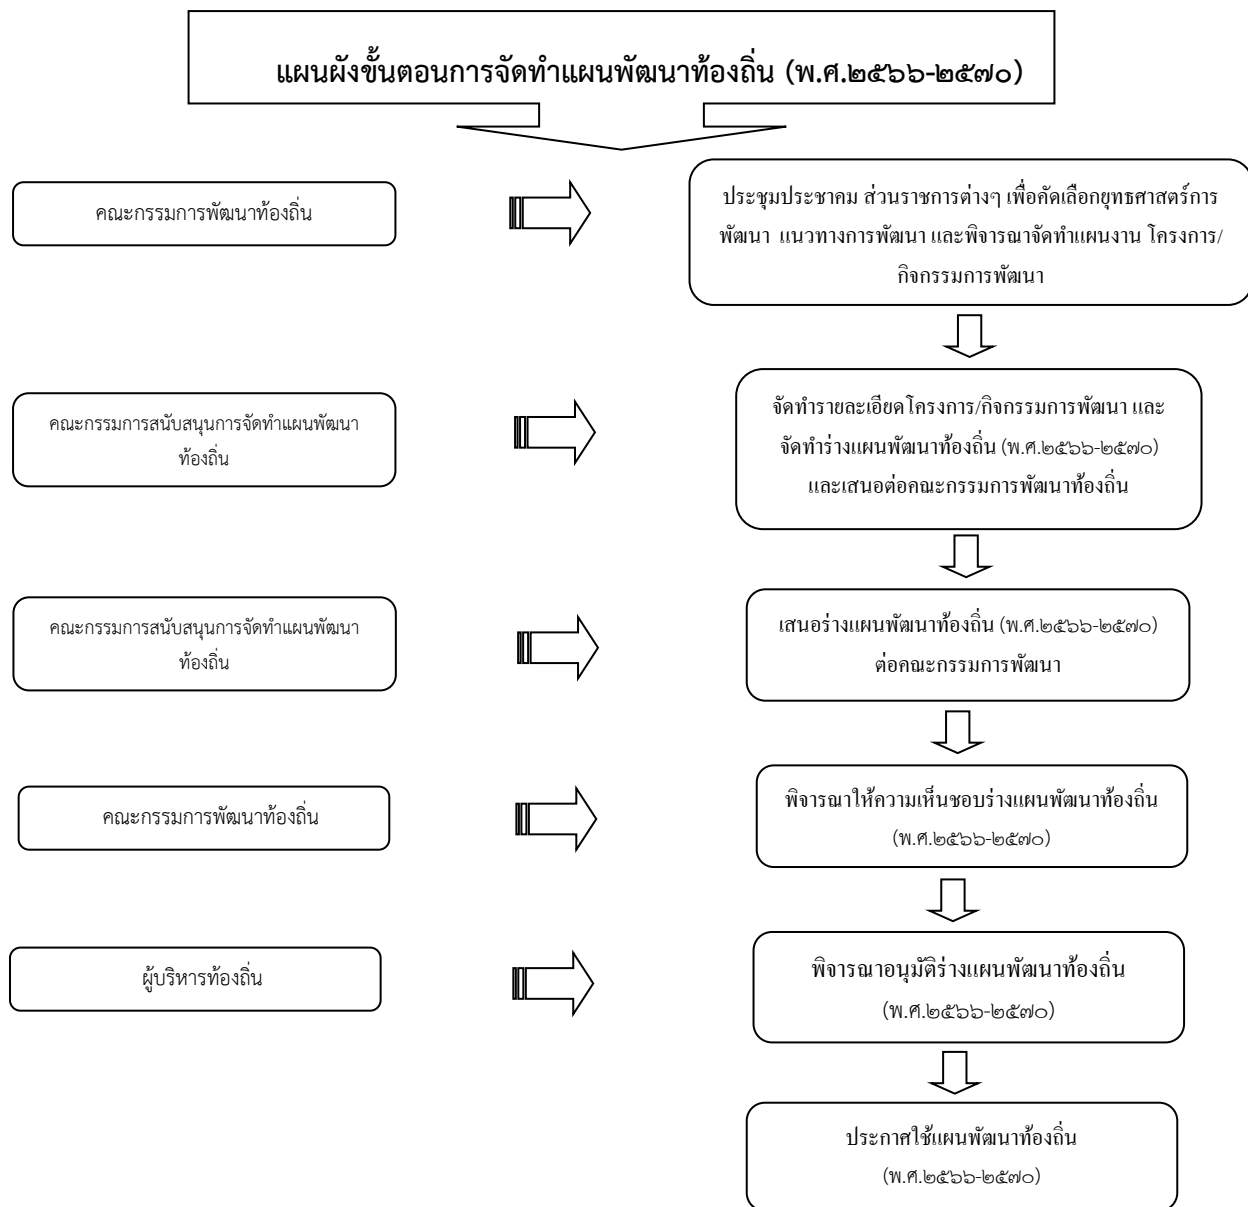 แผนผังขั้นตอนการจัดทำแผนพัฒนาท้องถิ่น (พ.ศ.๒๕๖๖-๒๕๗๐)
คณะกรรมการพัฒนาท้องถิ่น
ประชุมประชาคม ส่วนราชการต่างๆ เพื่อคัดเลือกยุทธศาสตร์การ
พัฒนา แนวทางการพัฒนา และพิจารณาจัดทำแผนงาน โครงการ/
กิจกรรมการพัฒนา
คณะกรรมการสนับสนุนการจัดทำแผนพัฒนา
ท้องถิ่น
จัดทำรายละเอียดโครงการ/กิจกรรมการพัฒนา และ
จัดทำร่างแผนพัฒนาท้องถิ่น (พ.ศ.๒๕๖๖-๒๕๗๐)
และเสนอต่อคณะกรรมการพัฒนาท้องถิ่น
คณะกรรมการสนับสนุนการจัดทำแผนพัฒนา
ท้องถิ่น
เสนอร่างแผนพัฒนาท้องถิ่น (พ.ศ.๒๕๖๖-๒๕๗๐)
ต่อคณะกรรมการพัฒนา
คณะกรรมการพัฒนาท้องถิ่น
พิจารณาให้ความเห็นชอบร่างแผนพัฒนาท้องถิ่น
(พ.ศ.๒๕๖๖-๒๕๗๐)
ผู้บริหารท้องถิ่น
พิจารณาอนุมัติร่างแผนพัฒนาท้องถิ่น
(พ.ศ.๒๕๖๖-๒๕๗๐)
ประกาศใช้แผนพัฒนาท้องถิ่น
(พ.ศ.๒๕๖๖-๒๕๗๐)